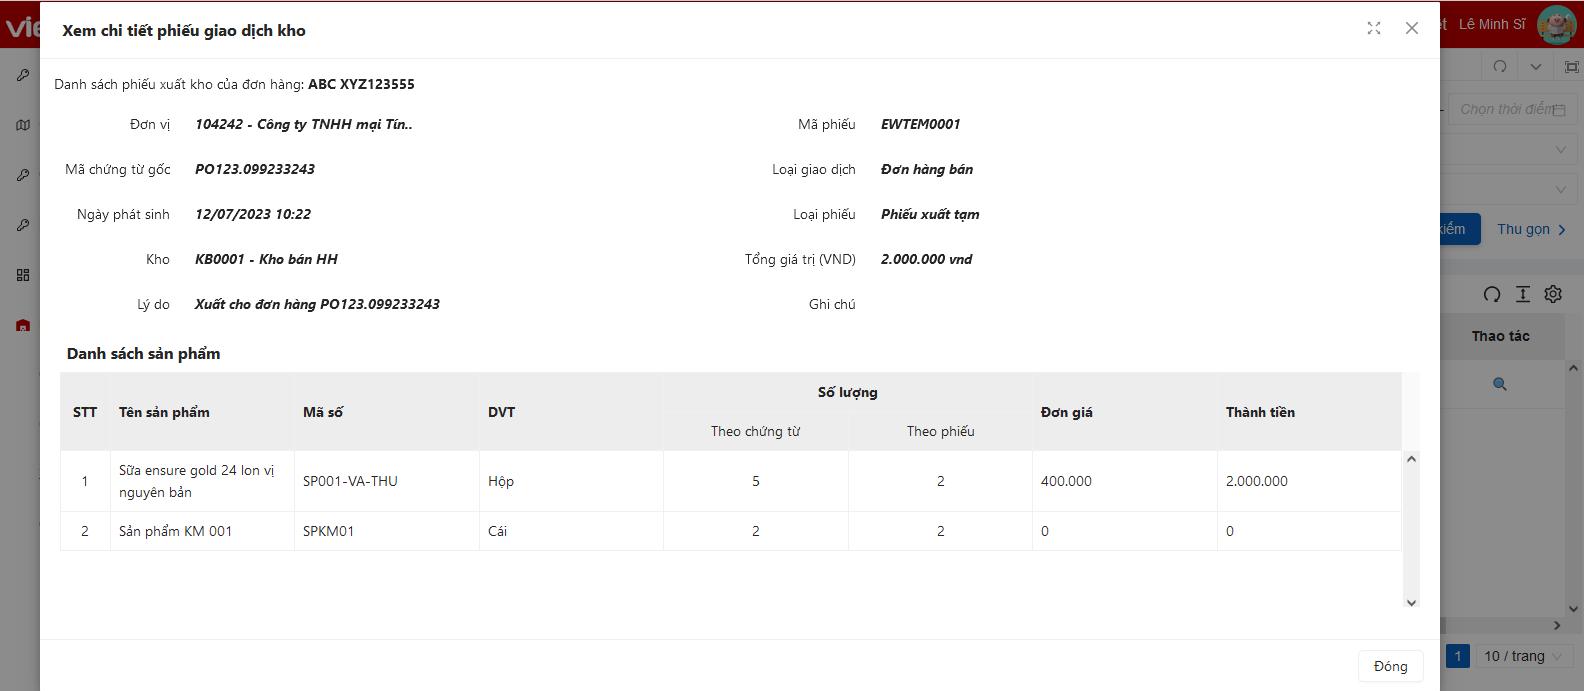 Xem chi tiết phiếu giao dịch kho
Lê Minh Sĩ
Danh sách phiếu xuất kho của đơn hàng: ABC XYZ123555
Chọn thời điểm
Đơn vị 104242 - Công ty TNHH mại Tín.. Mã phiếu EWTEM0001
Mã chứng từ gốc PO123.099233243 Loại giao dịch Đơn hàng bán
Ngày phát sinh 12/07/2023 10:22 Loại phiếu Phiếu xuất tạm
Thu gọn
Kho KB0001 - Kho bán HH Tổng giá trị (VND) 2.000.000 vnd
Lý do Xuất cho đơn hàng PO123.099233243 Ghi chú
Thao tác
Danh sách sản phẩm
STT Tên sản phẩm Mã số DVT Số lượng Đơn giá Thành tiền
Theo chứng từ Theo phiếu
1 Sữa ensure gold 24 lon vị nguyên bản SP001-VA-THU Hộp 5 2 400.000 2.000.000
2 Sản phẩm KM 001 SPKM01 Cái 2 2 0 0
1 10 / trang
Đóng